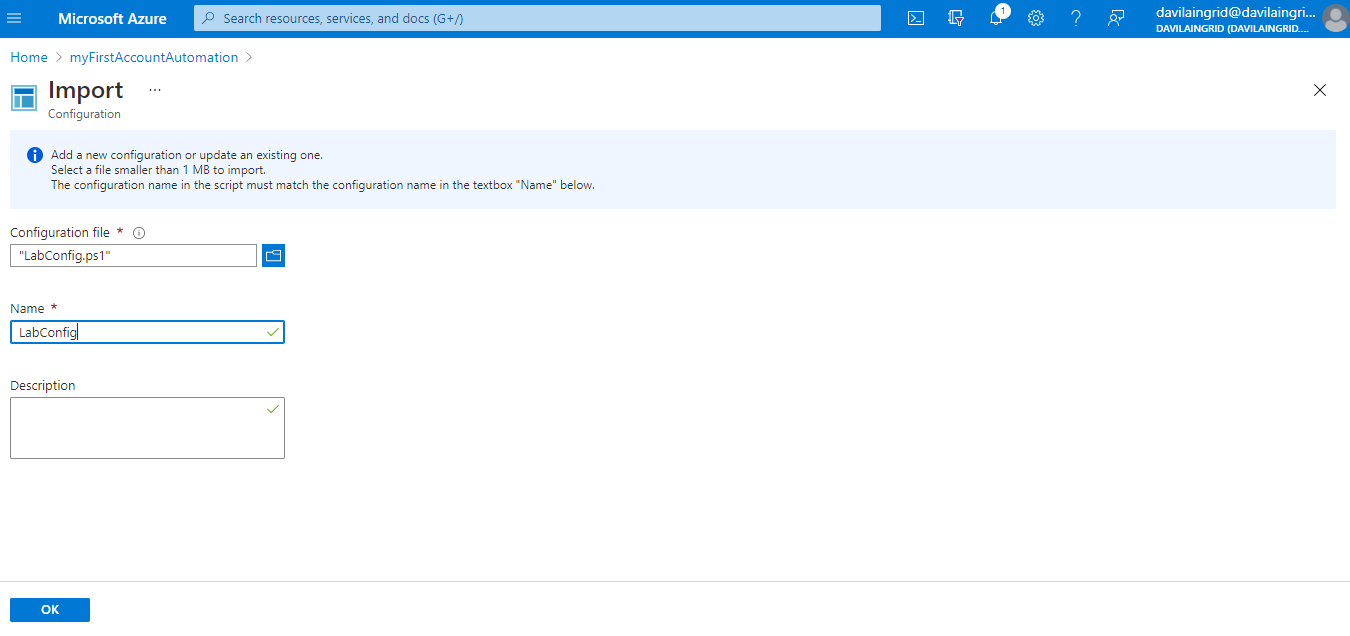 Microsoft Azure
Search resources, services, and docs (G+/)
1
davilaingrid@davilaingri...
DAVILAINGRID (DAVILAINGRID....
Home > myFirstAccountAutomation >
Import ...
Configuration
Add a new configuration or update an existing one.
Select a file smaller than 1 MB to import.
The configuration name in the script must match the configuration name in the textbox "Name" below.
Configuration file *
"LabConfig.ps1"
Name *
LabConfig
Description
OK